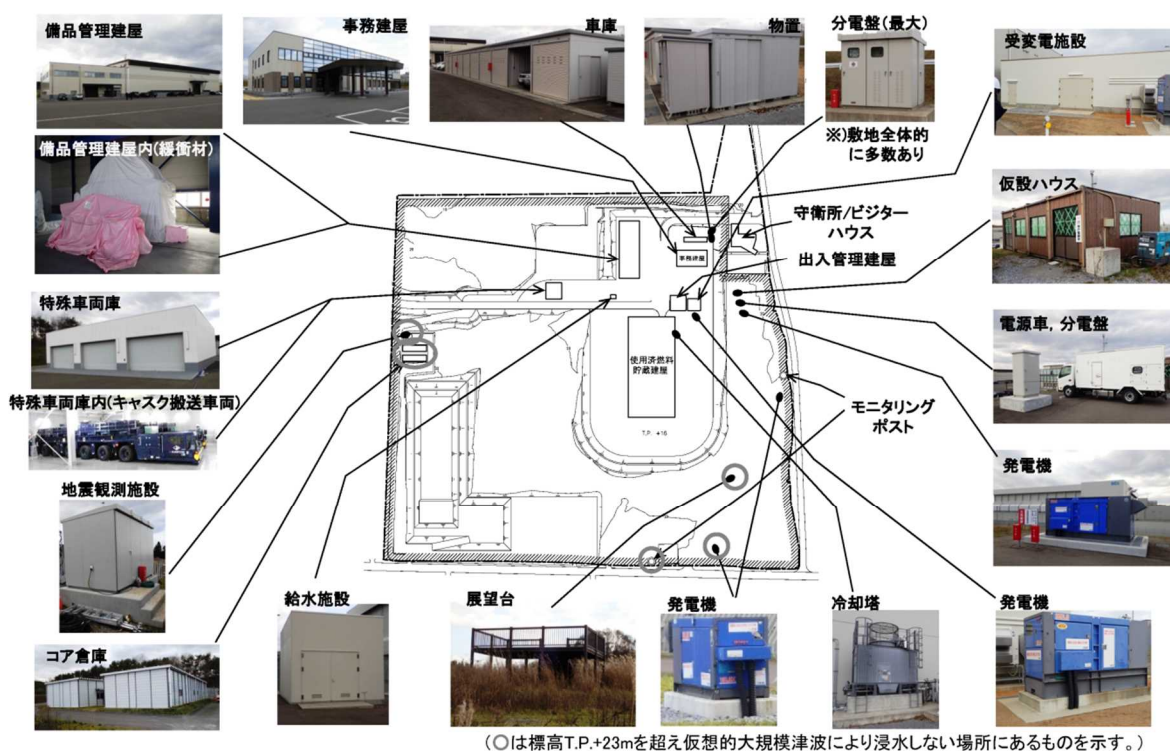 備品管理建屋
事務建屋
車庫
物置
分電盤(最大)
※)敷地全体的
に多数あり
受変電施設
備品管理建屋内(緩衝材)
仮設ハウス
守衛所/ビジター
ハウス
事務建屋
出入管理建屋
特殊車両庫
電源車，分電盤
使用済燃料
貯蔵建屋
T.P. +16
モニタリング
ポスト
特殊車両庫内(キャスク搬送車両)
発電機
地震観測施設
給水施設
展望台
発電機
冷却塔
発電機
コア倉庫
(○は標高T.P.+23mを超え仮想的大規模津波により浸水しない場所にあるものを示す。)